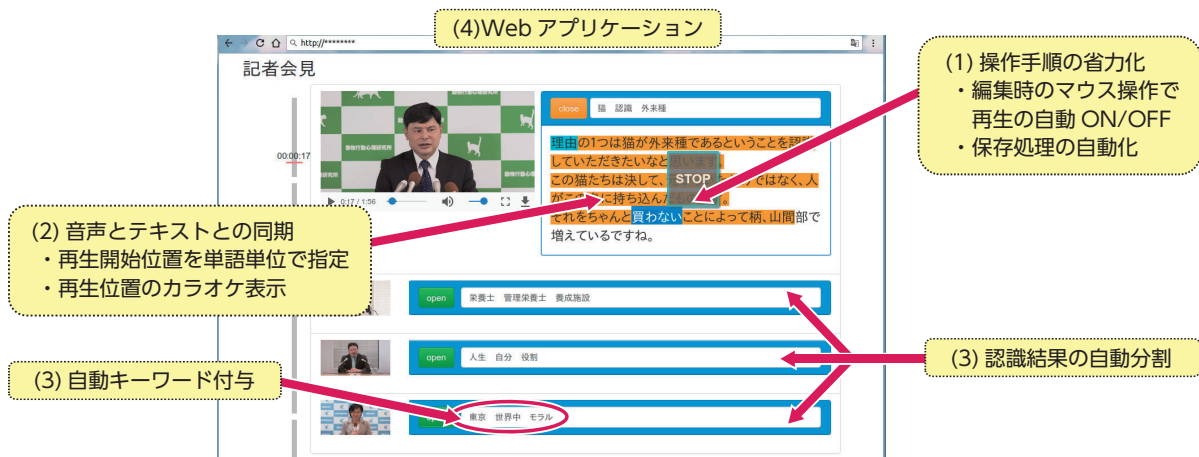 (4)Web アプリケーション
http://********
記者会見
(1) 操作手順の省力化
・編集時のマウス操作で
再生の自動 ON/OFF
・保存処理の自動化
動物行動心理研究所
00:00:17
0:17 / 1:56
close
猫 認識 外来種
理由の1つは猫が外来種であるということを認識
していただきたいなと思います。
この猫たちは決して、
ではなく、人
STOP
が
に持ち込んだ
。
それをちゃんと買わないことによって柄、山間部で
増えているですね。
(2) 音声とテキストとの同期
・再生開始位置を単語単位で指定
・再生位置のカラオケ表示
open
栄養士 管理栄養士 養成施設
open
人生 自分 役割
(3) 認識結果の自動分割
(3) 自動キーワード付与
東京 世界中 モラル